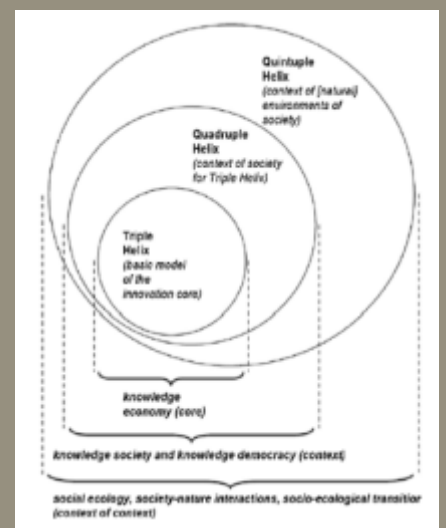 Quintuple
Helix
(context of [natural]
environments of
society)
Quadruple
Helix
(context of society
for Triple Helix)
Triple
Helix
(basic model
of the
innovation core)
knowledge
economy (core)
knowledge society and knowledge democracy (context)
social ecology, society-nature interactions, socio-ecological transition
(context of context)